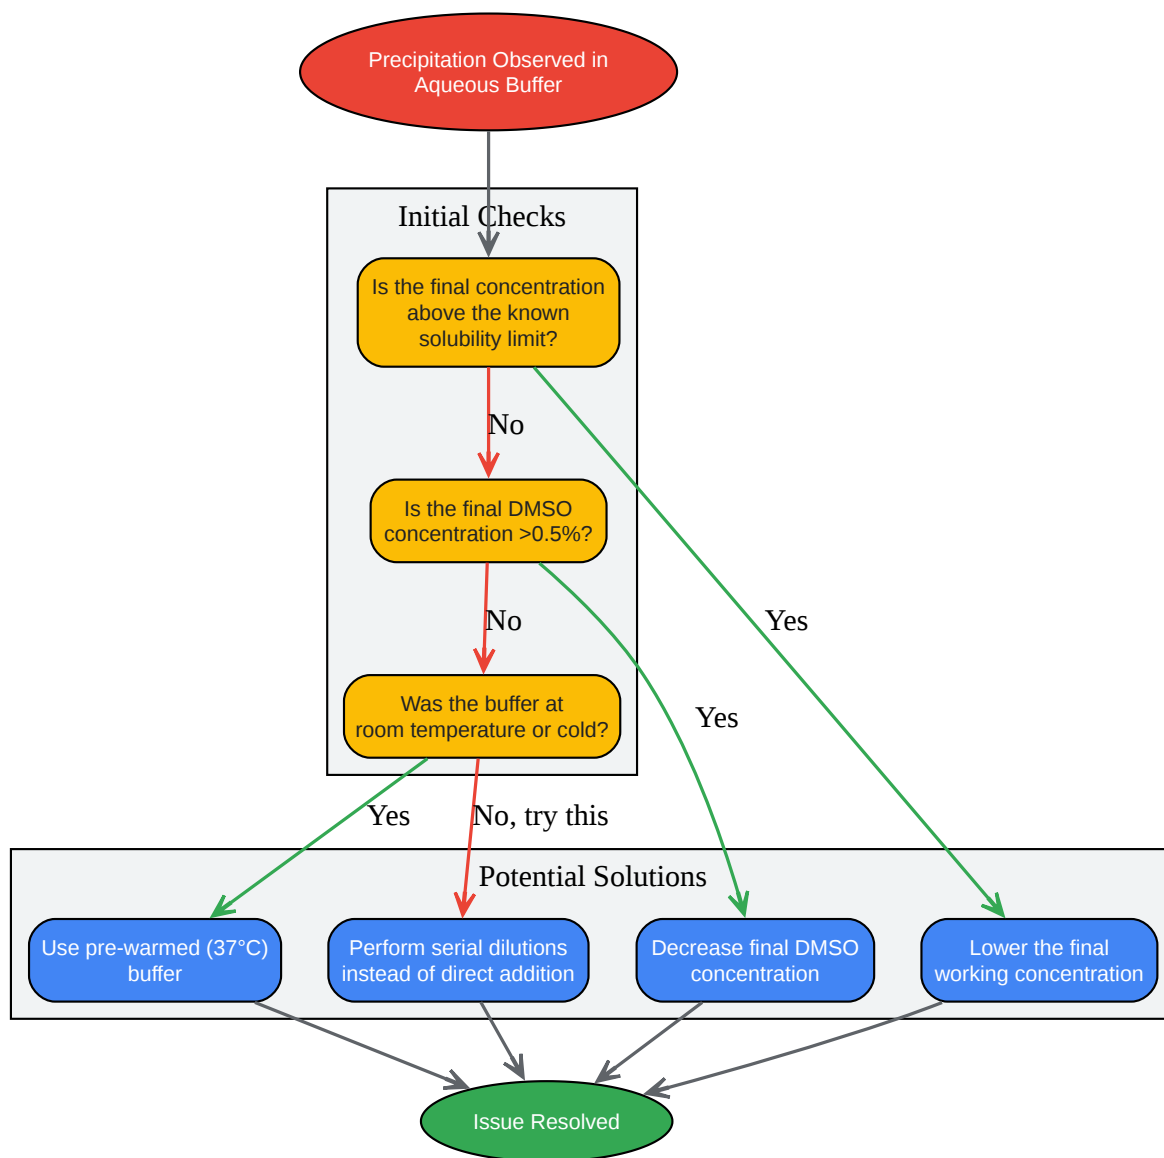 Precipitation Observed in
Aqueous Buffer
Initial Checks
Is the final concentration
above the known
solubility limit?
No
Is the final DMSO
concentration >0.5%?
No
Yes
Was the buffer at
room temperature or cold?
Yes
Yes
No, try this
Potential Solutions
Use pre-warmed (37°C)
buffer
Perform serial dilutions
instead of direct addition
Decrease final DMSO
concentration
Lower the final
working concentration
Issue Resolved